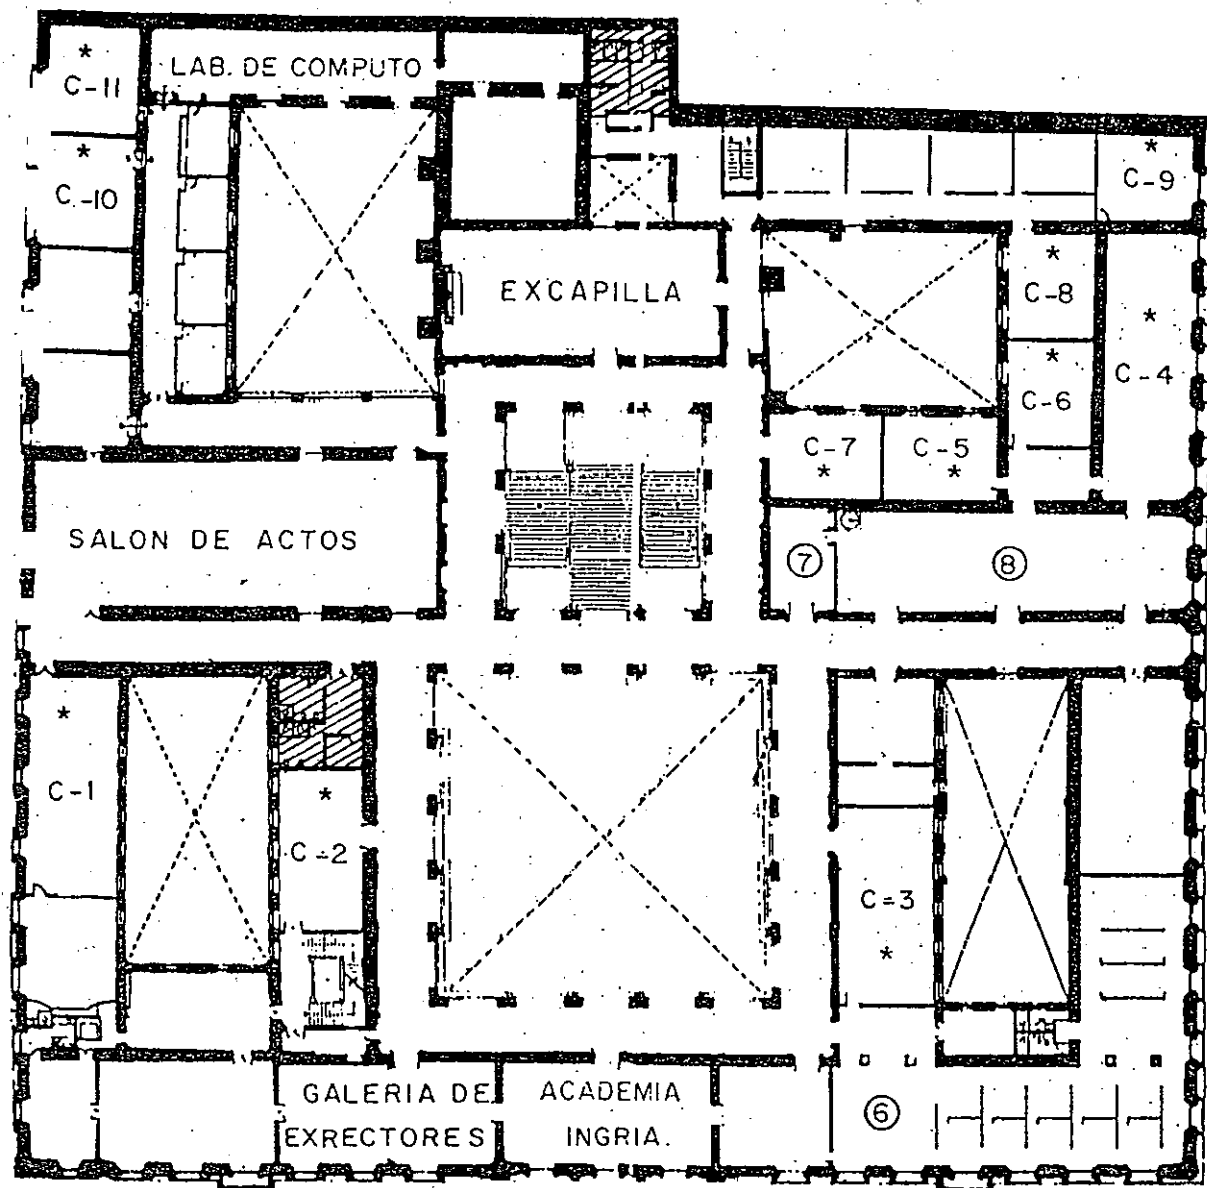 LAB. DE COMPUTO
*
C-11
*
C-10
*
C-9
EXCAPILLA
*
C-8
*
C-4
*
C-6
C-7
*
C-5
*
SALON DE ACTOS
7
8
*
C-1
*
C-2
C-3
*
GALERIA DE
EXRECTORES
ACADEMIA
INGRIA.
6